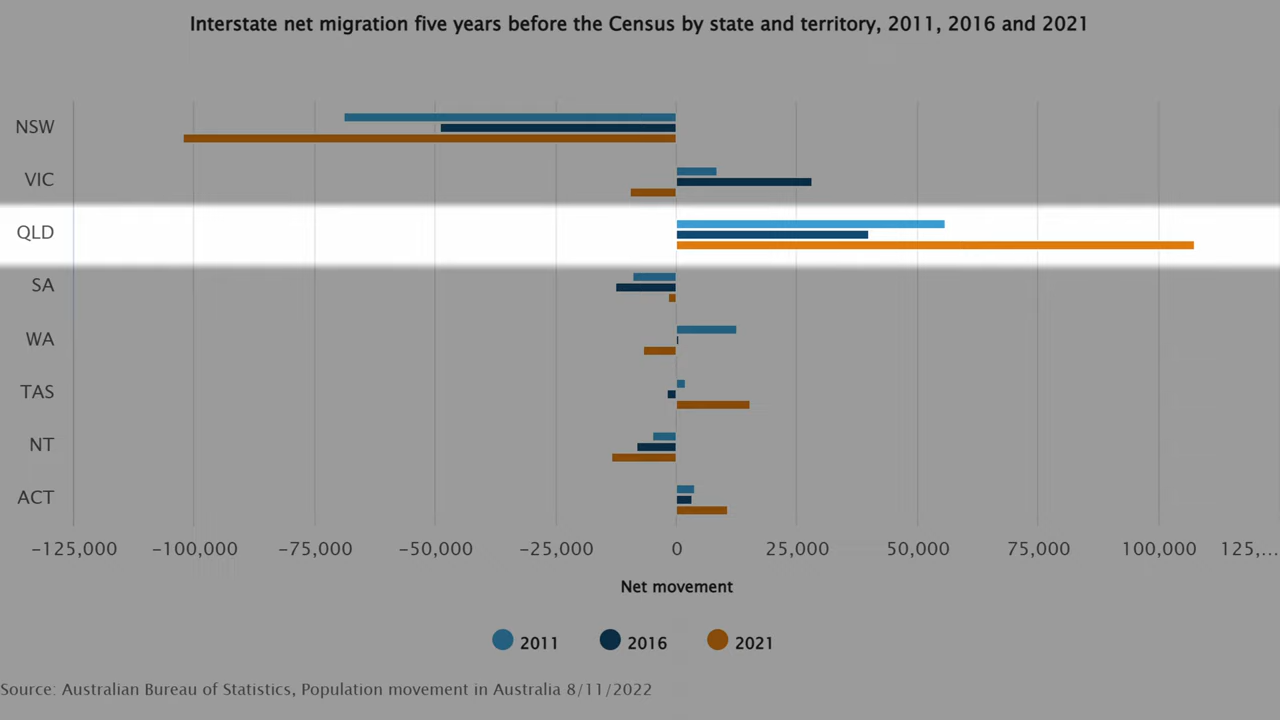 Interstate net migration five years before the Census by state and territory, 2011, 2016 and 2021
NSW
VIC
QLD
SA
WA
TAS
NT
ACT
−125,000 −100,000 −75,000 −50,000 −25,000 0 25,000 50,000 75,000 100,000 125,...
Net movement
2011 2016 2021
Source: Australian Bureau of Statistics, Population movement in Australia 8/11/2022